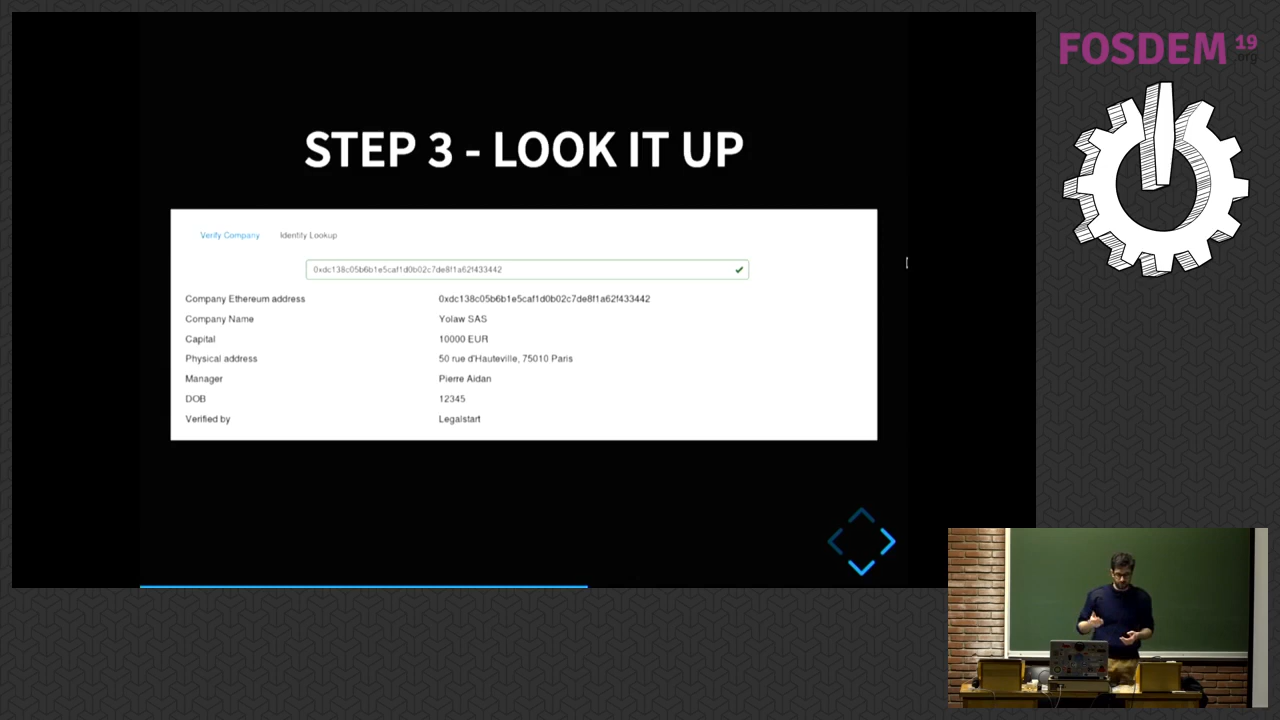 STEP 3 - LOOK IT UP
Verify Company Identity Lookup
0xdc138c05b6b1e5caf1d0b02c7de8f1a62f433442
Company Ethereum address 0xdc138c05b6b1e5caf1d0b02c7de8f1a62f433442
Company Name Yolaw SAS
Capital 10000 EUR
Physical address 50 rue d'Hauteville, 75010 Paris
Manager Pierre Aidan
DOB 12345
Verified by Legalstart
FOSDEM 19
.org